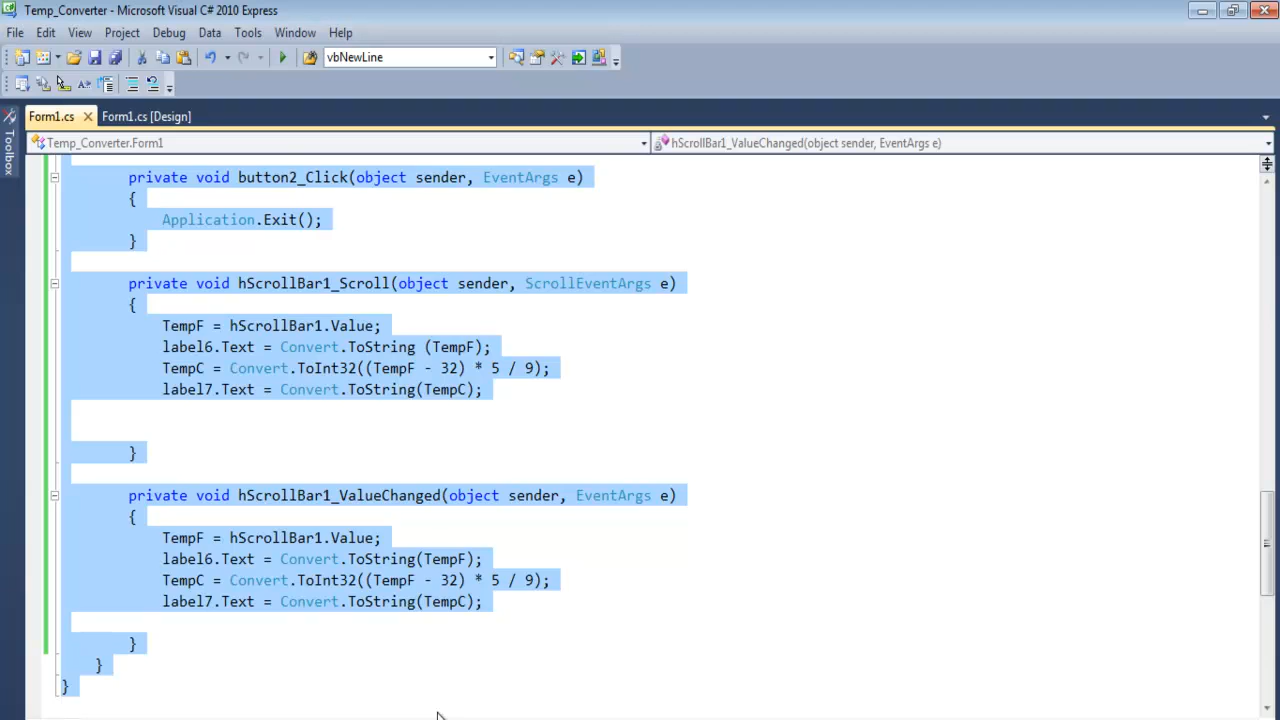 Temp_Converter - Microsoft Visual C# 2010 Express
File Edit View Project Debug Data Tools Window Help
vbNewLine
Form1.cs Form1.cs [Design]
Temp_Converter.Form1 hScrollBar1_ValueChanged(object sender, EventArgs e)
Toolbox
private void button2_Click(object sender, EventArgs e)
{
Application.Exit();
}
private void hScrollBar1_Scroll(object sender, ScrollEventArgs e)
{
TempF = hScrollBar1.Value;
label6.Text = Convert.ToString (TempF);
TempC = Convert.ToInt32((TempF - 32) * 5 / 9);
label7.Text = Convert.ToString(TempC);
}
private void hScrollBar1_ValueChanged(object sender, EventArgs e)
{
TempF = hScrollBar1.Value;
label6.Text = Convert.ToString(TempF);
TempC = Convert.ToInt32((TempF - 32) * 5 / 9);
label7.Text = Convert.ToString(TempC);
}
}
}